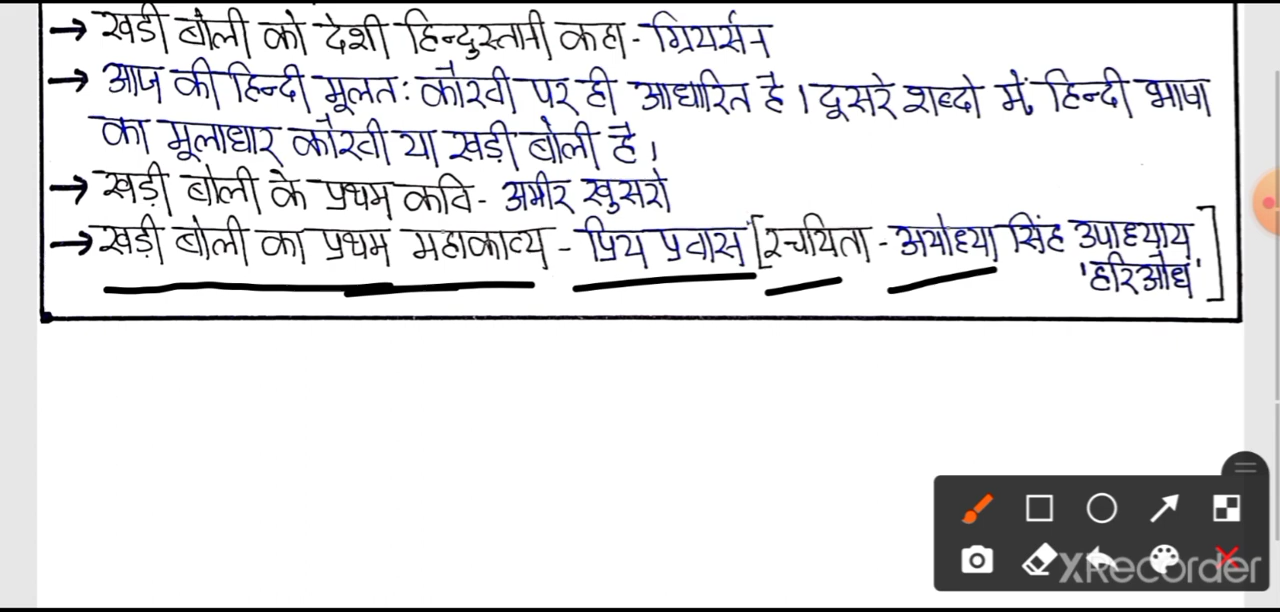 → खड़ी बोली को देशी हिन्दुस्तानी कहा - ग्रियर्सन
→ आज की हिन्दी मूलतः कौरवी पर ही आधारित है । दूसरे शब्दो में, हिन्दी भाषा
का मूलाधार कौरवी या खड़ी बोली है ।
→ खड़ी बोली के प्रथम कवि - अमीर खुसरो
→ खड़ी बोली का प्रथम महाकाव्य - प्रिय प्रवास [रचयिता - अयोध्या सिंह उपाध्याय
'हरिऔध']
XRecorder